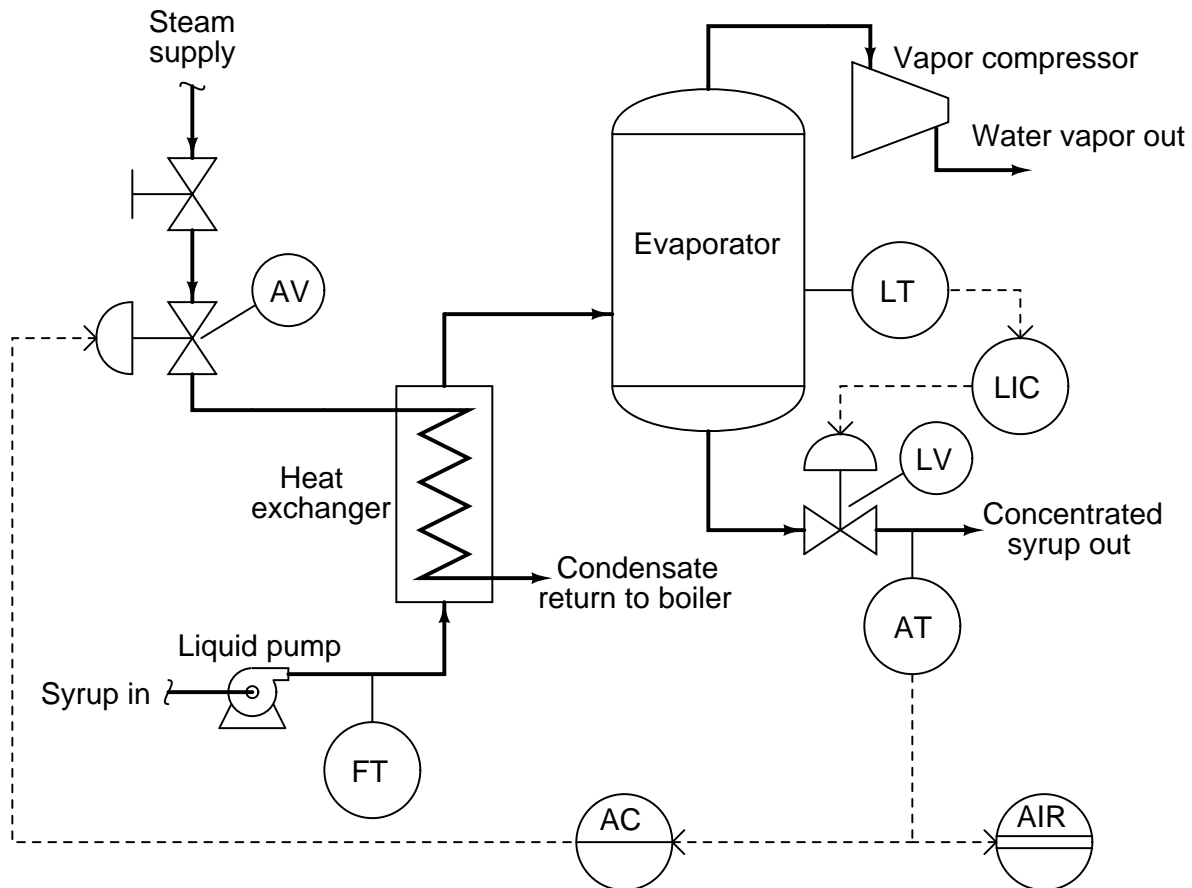 Steam
supply
Vapor compressor
Water vapor out
Evaporator
AV
LT
LIC
LV
Heat
exchanger
Concentrated
syrup out
Condensate
return to boiler
AT
Liquid pump
Syrup in
FT
AC
AIR